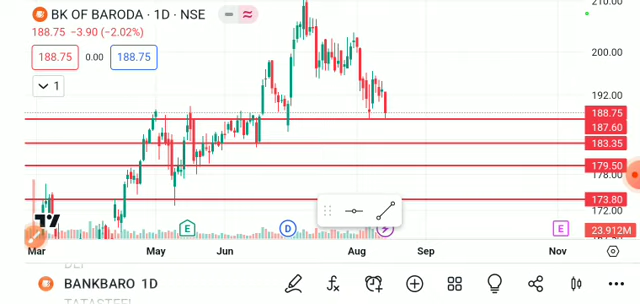 BK OF BARODA · 1D · NSE
188.75 −3.90 (−2.02%)
188.75 0.00 188.75
1
210.00
200.00
192.00
188.75
187.60
183.35
179.50
178.00
173.80
172.00
23.912M
E D E
Mar May Jun Aug Sep Nov
BANKBARO 1D
TATASTEEL